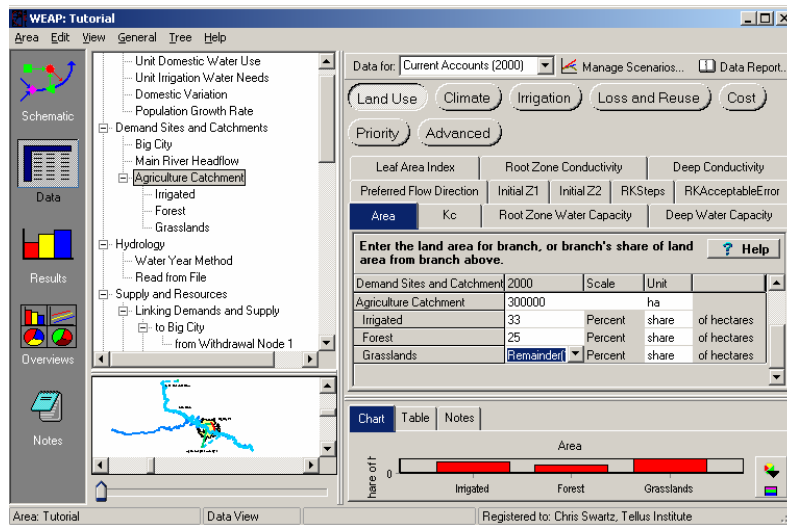 WEAP: Tutorial
Area Edit View General Tree Help
Schematic
Data
Results
Overviews
Notes
Unit Domestic Water Use
Unit Irrigation Water Needs
Domestic Variation
Population Growth Rate
Demand Sites and Catchments
Big City
Main River Headflow
Agriculture Catchment
Irrigated
Forest
Grasslands
Hydrology
Water Year Method
Read from File
Supply and Resources
Linking Demands and Supply
to Big City
from Withdrawal Node 1
Data for: Current Accounts (2000) Manage Scenarios... Data Report...
Land Use Climate Irrigation Loss and Reuse Cost
Priority Advanced
Leaf Area Index Root Zone Conductivity Deep Conductivity
Preferred Flow Direction Initial Z1 Initial Z2 RKSteps RKAcceptableError
Area Kc Root Zone Water Capacity Deep Water Capacity
Enter the land area for branch, or branch's share of land
area from branch above.
? Help
Demand Sites and Catchment 2000 Scale Unit
Agriculture Catchment 300000 ha
Irrigated 33 Percent share of hectares
Forest 25 Percent share of hectares
Grasslands Remainder( Percent share of hectares
Chart Table Notes
Area
hare of h
0
Irrigated Forest Grasslands
Area: Tutorial Data View Registered to: Chris Swartz, Tellus Institute